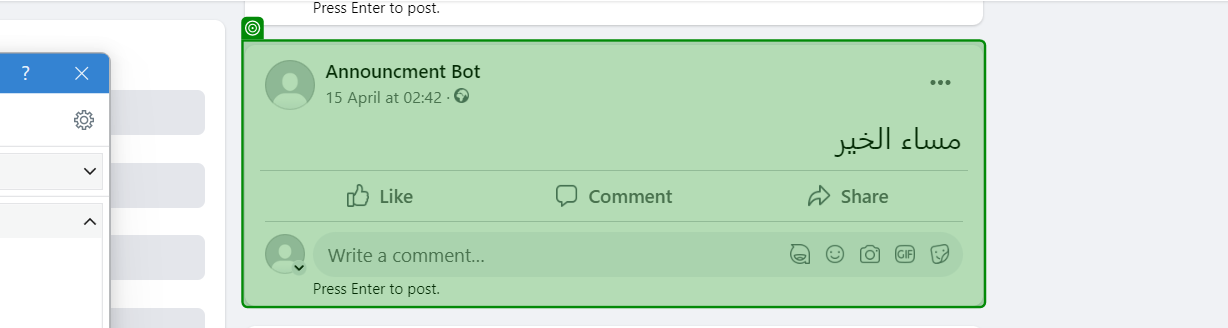 Press Enter to post.
?
Announcment Bot
15 April at 02:42 ·
مساء الخير
Like
Comment
Share
Write a comment...
GIF
Press Enter to post.